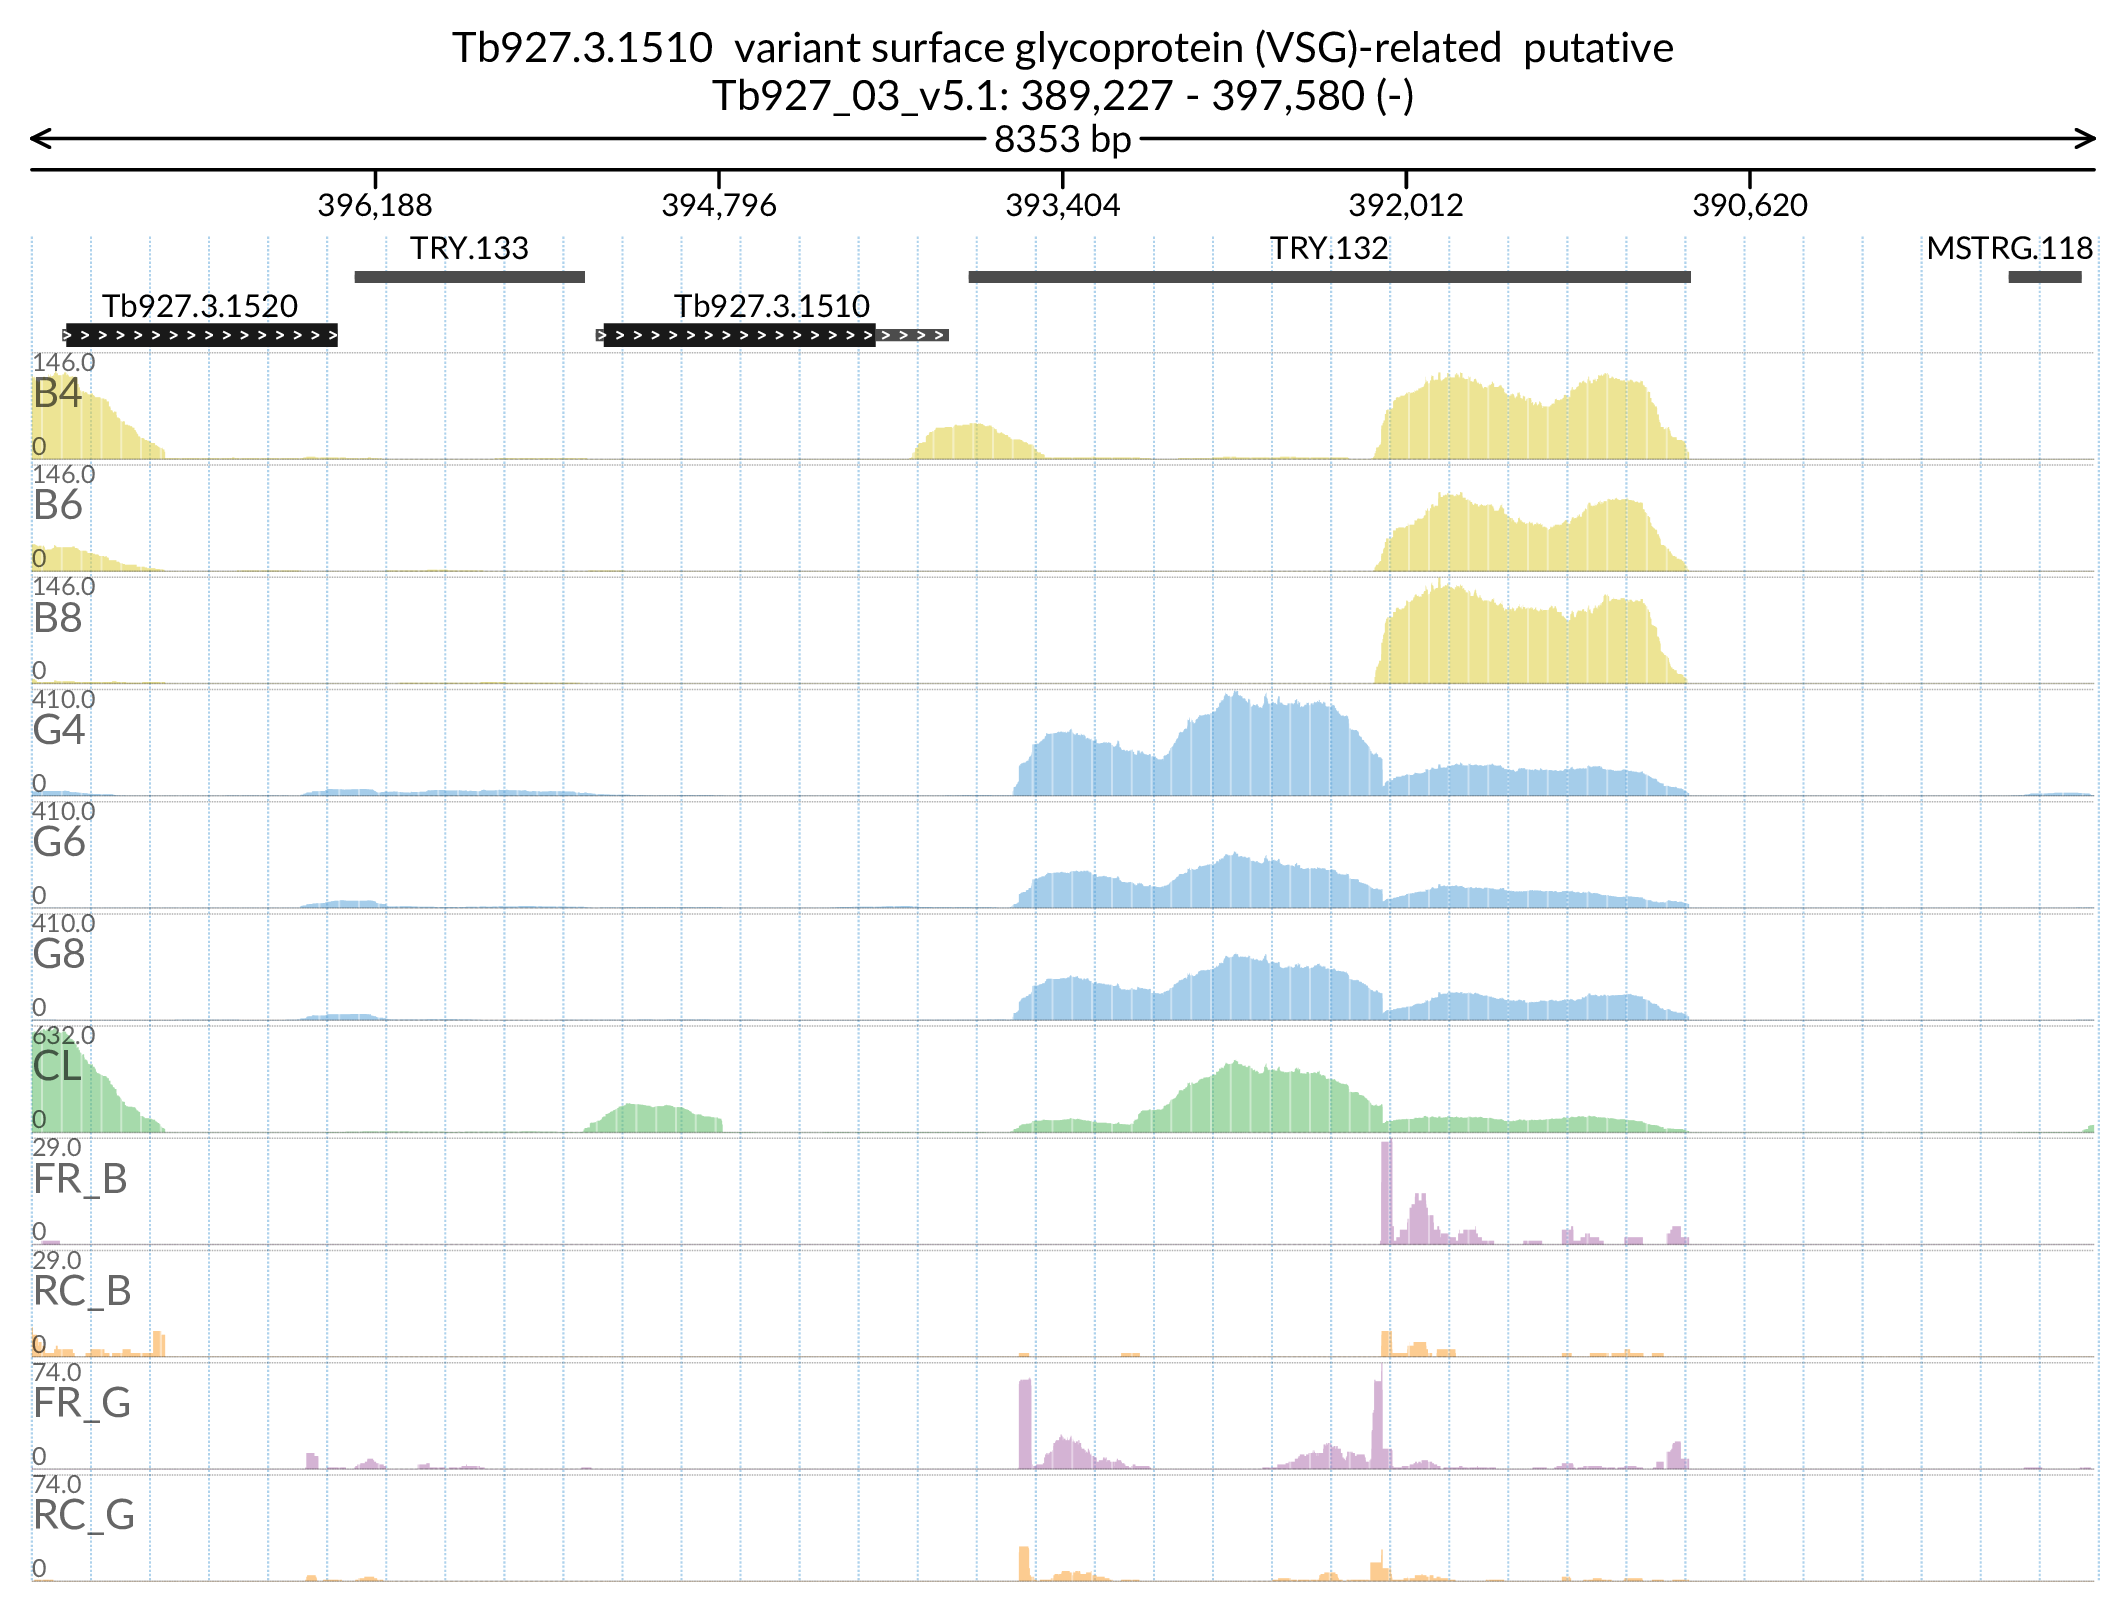 Tb927.3.1510 variant surface glycoprotein (VSG)-related putative
Tb927_03_v5.1: 389,227 - 397,580 (-)
8353 bp
396,188 394,796 393,404 392,012 390,620
TRY.133 TRY.132 MSTRG.118
Tb927.3.1520 Tb927.3.1510
146.0
B4
0
146.0
B6
0
146.0
B8
0
410.0
G4
0
410.0
G6
0
410.0
G8
0
632.0
CL
0
29.0
FR_B
0
29.0
RC_B
0
74.0
FR_G
0
74.0
RC_G
0